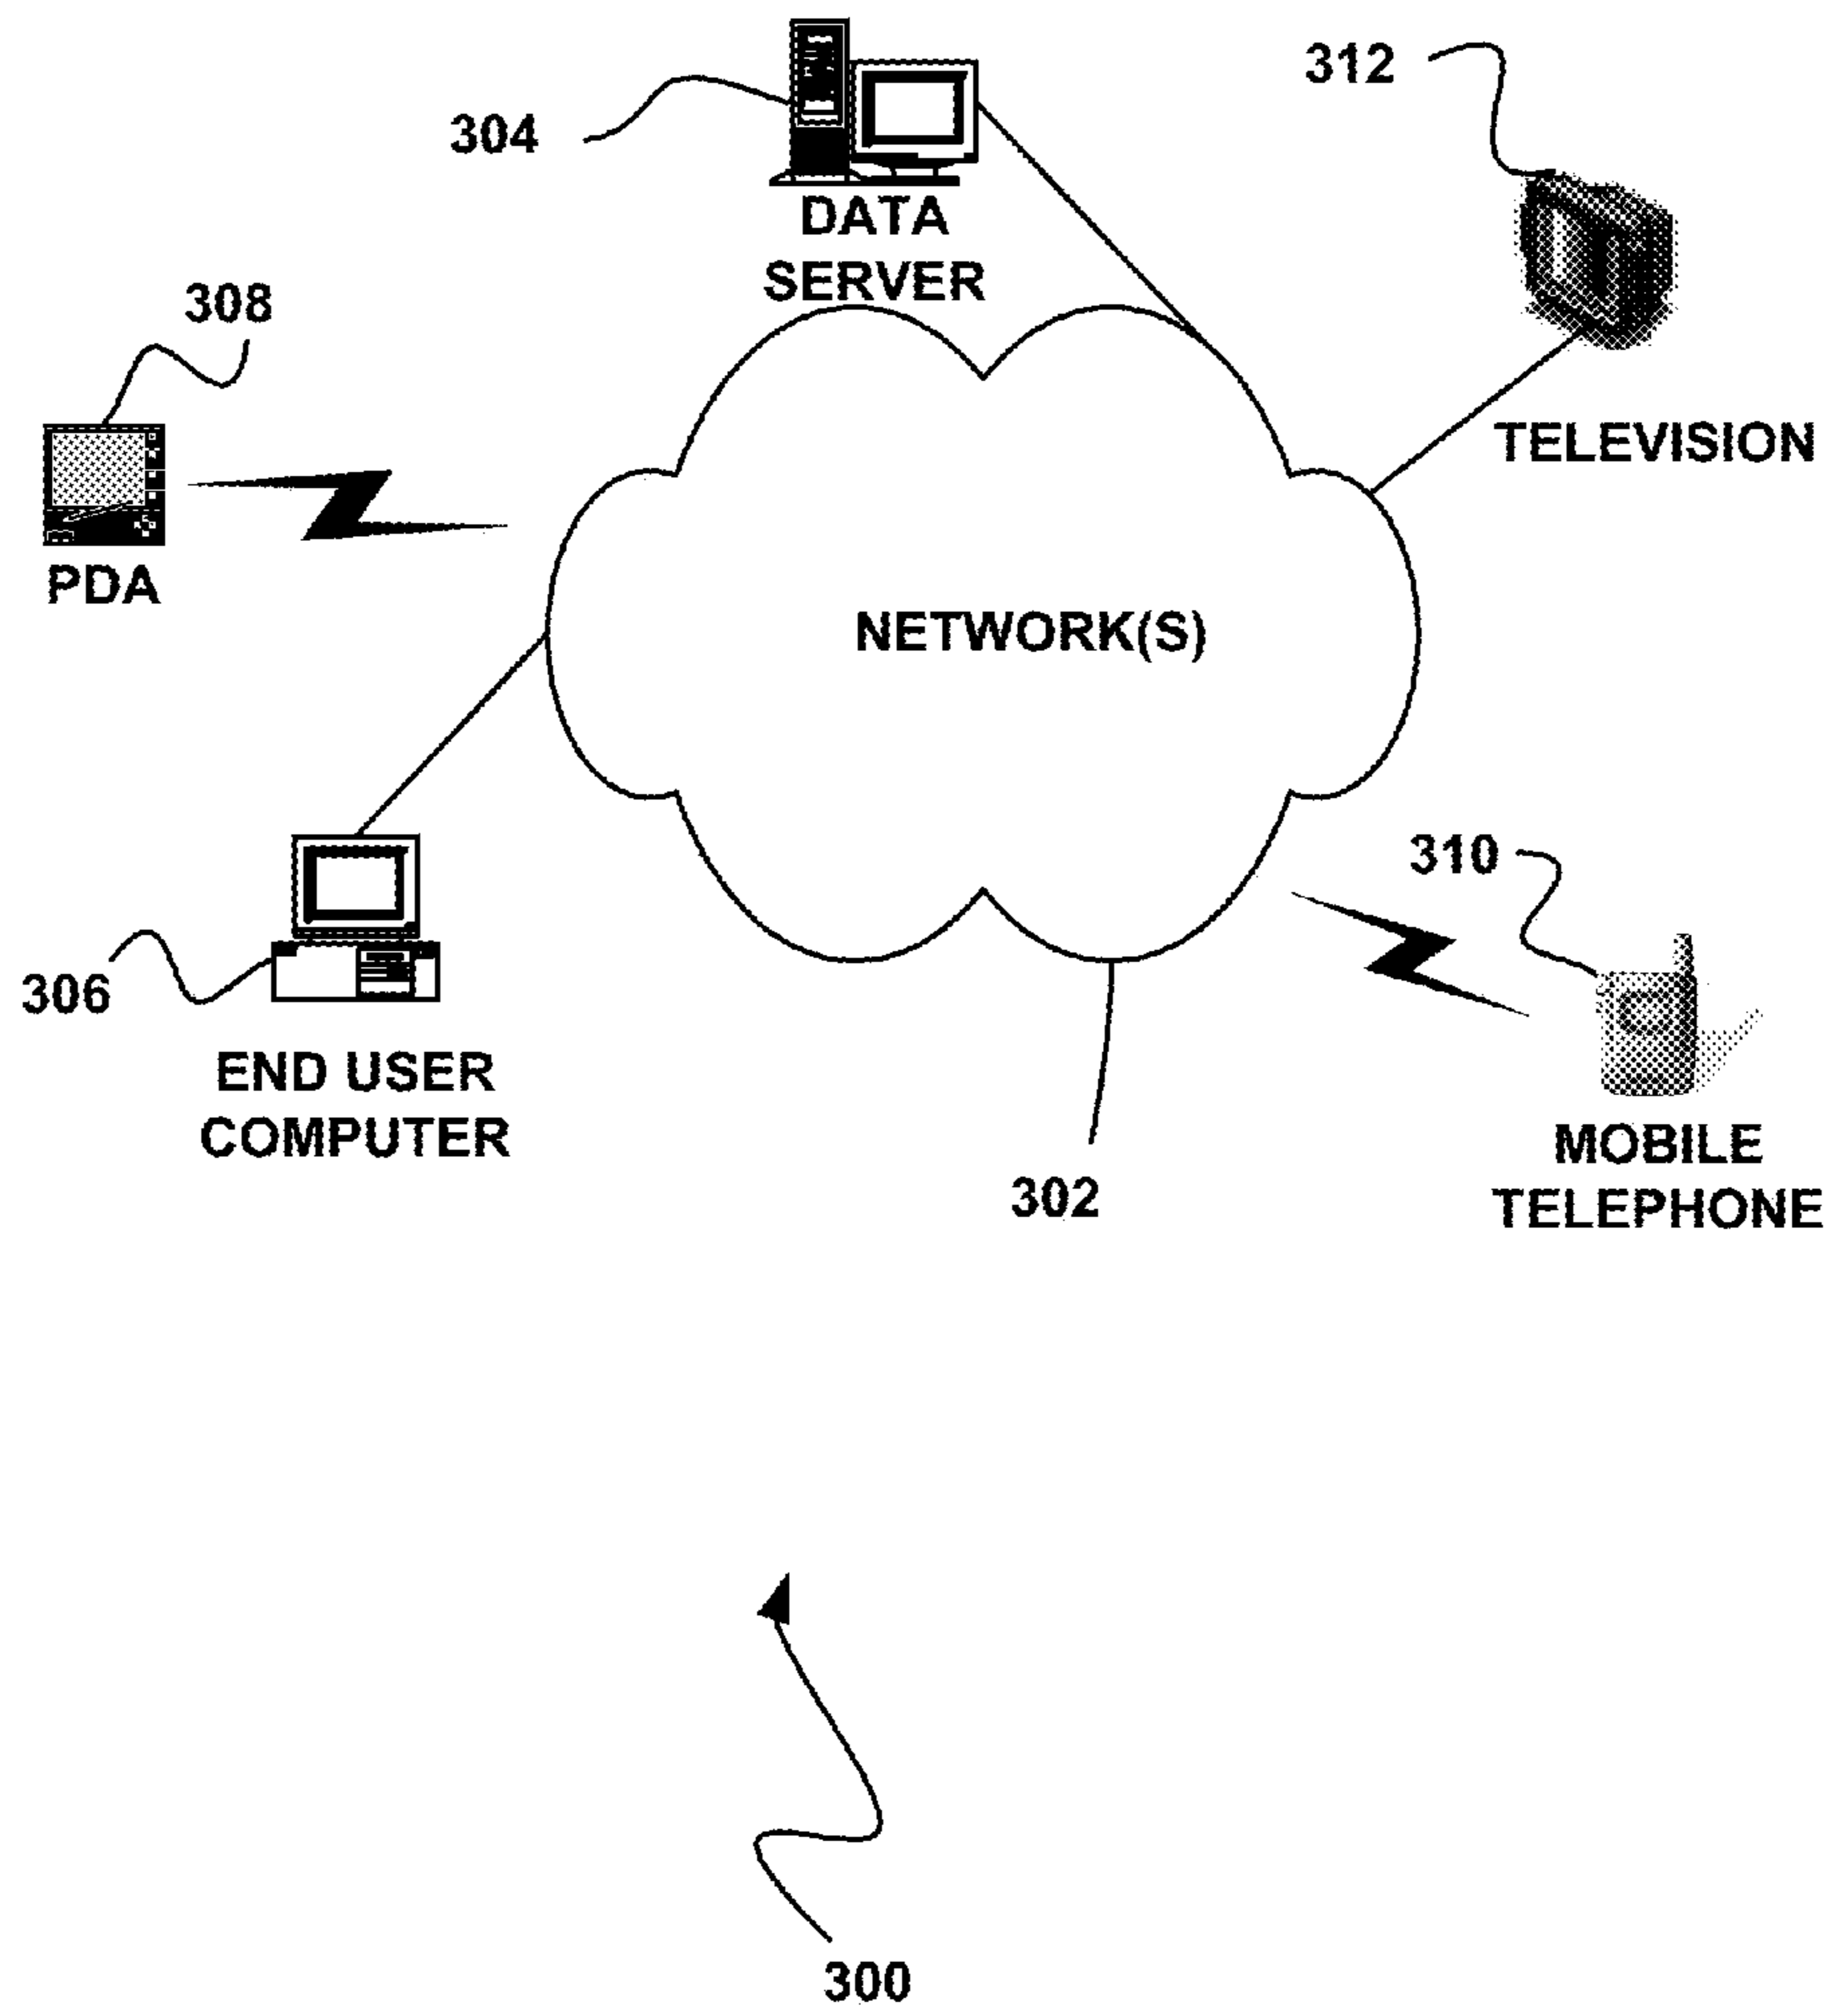 312
304
DATA
SERVER
308
TELEVISION
PDA
NETWORK(S)
310
306
END USER
COMPUTER
MOBILE
TELEPHONE
302
300